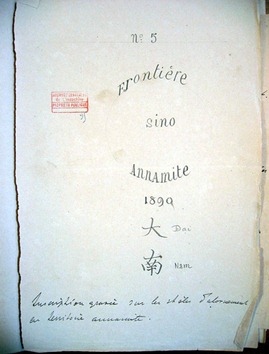 N° 5
Frontière
sino
Annamite
1890
大 Dai
南 Nam
Inscription gravée sur les stèles d'abornement
en territoire annamite.